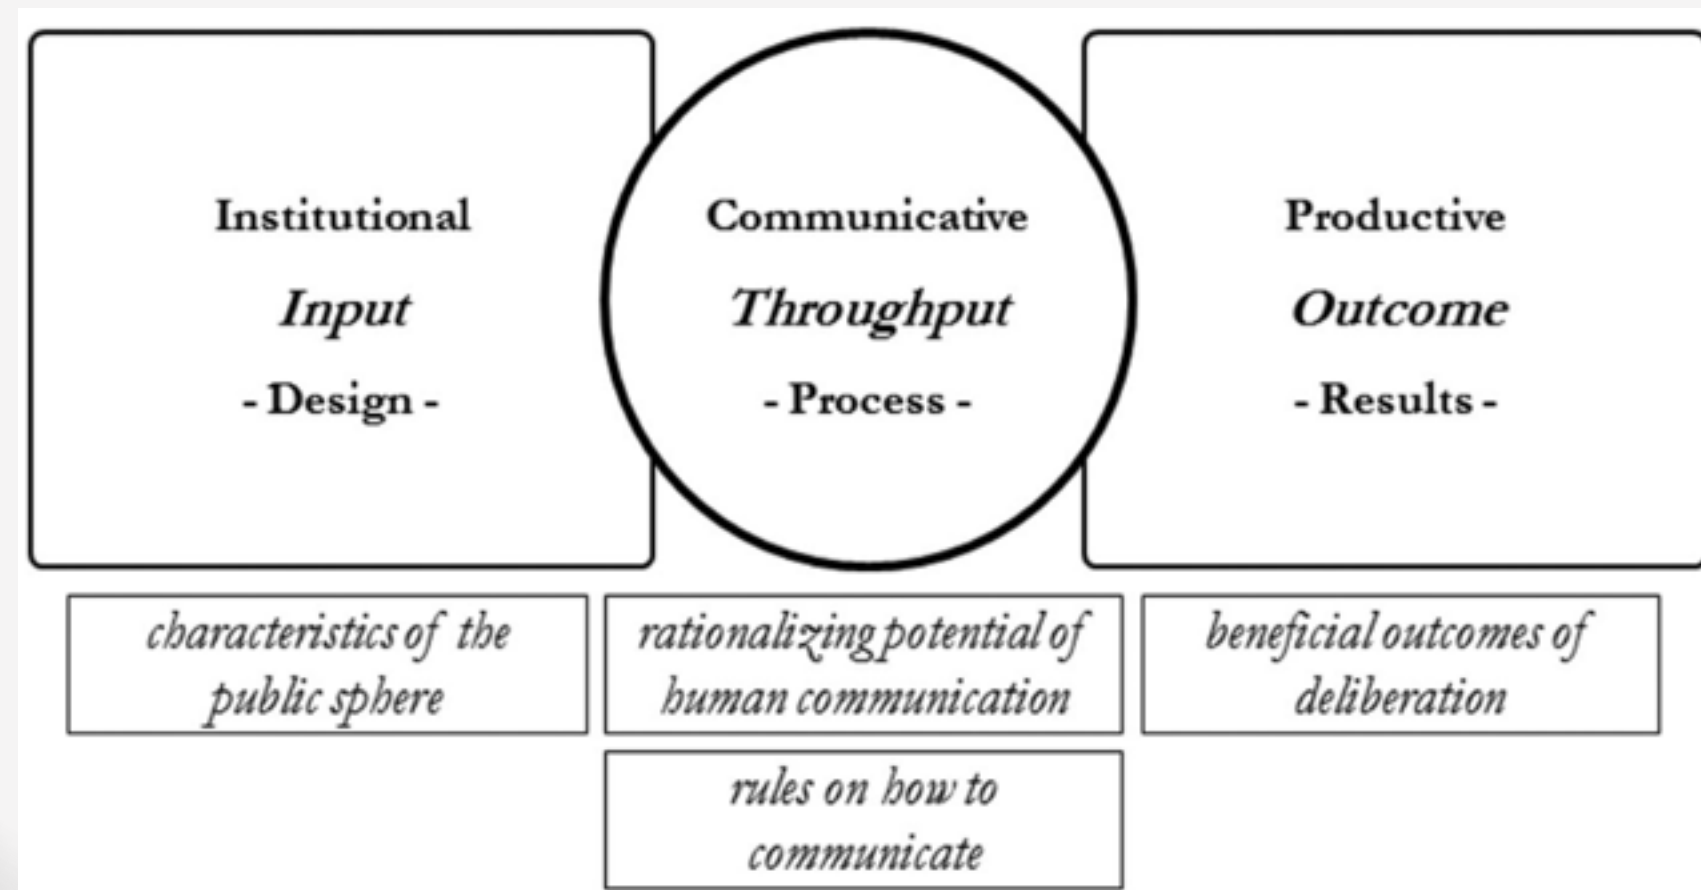 Institutional
Input
- Design -
Communicative
Throughput
- Process -
Productive
Outcome
- Results -
characteristics of the
public sphere
rationalizing potential of
human communication
beneficial outcomes of
deliberation
rules on how to
communicate